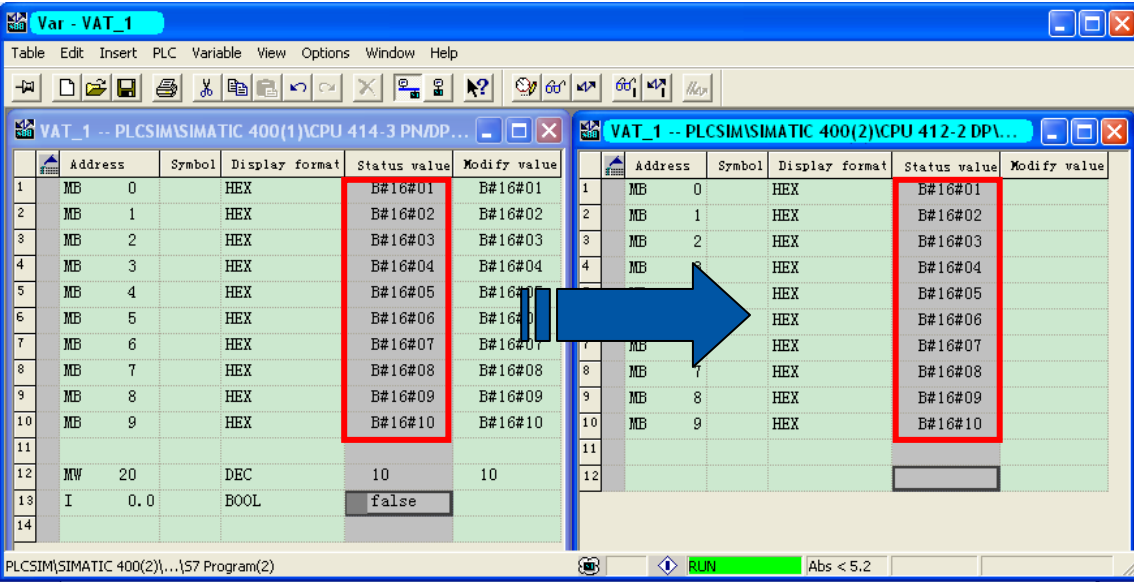 Var - VAT_1
Table Edit Insert PLC Variable View Options Window Help
VAT_1 -- PLCSIM\SIMATIC 400(1)\CPU 414-3 PN/DP...
Address Symbol Display format Status value Modify value
1 MB 0 HEX B#16#01 B#16#01
2 MB 1 HEX B#16#02 B#16#02
3 MB 2 HEX B#16#03 B#16#03
4 MB 3 HEX B#16#04 B#16#04
5 MB 4 HEX B#16#05
6 MB 5 HEX B#16#06
7 MB 6 HEX B#16#07 B#16#07
8 MB 7 HEX B#16#08 B#16#08
9 MB 8 HEX B#16#09 B#16#09
10 MB 9 HEX B#16#10 B#16#10
11
12 MW 20 DEC 10 10
13 I 0.0 BOOL false
14
VAT_1 -- PLCSIM\SIMATIC 400(2)\CPU 412-2 DP\...
Address Symbol Display format Status value Modify value
1 MB 0 HEX B#16#01
2 MB 1 HEX B#16#02
3 MB 2 HEX B#16#03
4 MB HEX B#16#04
HEX B#16#05
HEX B#16#06
7 MB HEX B#16#07
8 MB 7 HEX B#16#08
9 MB 8 HEX B#16#09
10 MB 9 HEX B#16#10
11
12
PLCSIM\SIMATIC 400(2)\...\S7 Program(2)
RUN
Abs < 5.2